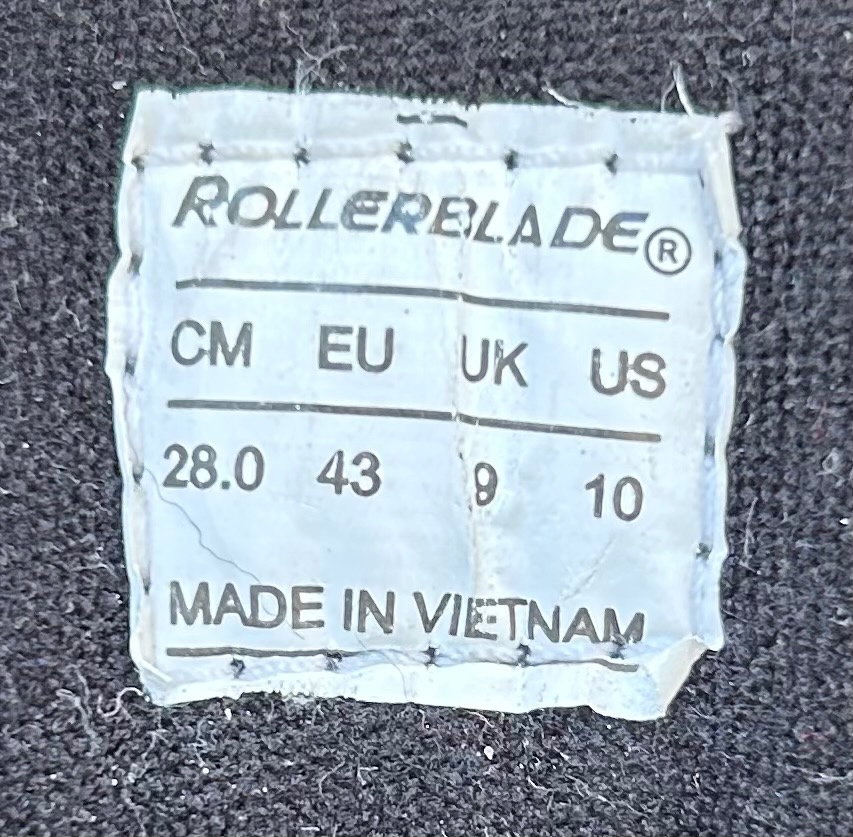 ROLLERBLADE®
CM EU UK US
28.0 43 9 10
MADE IN VIETNAM